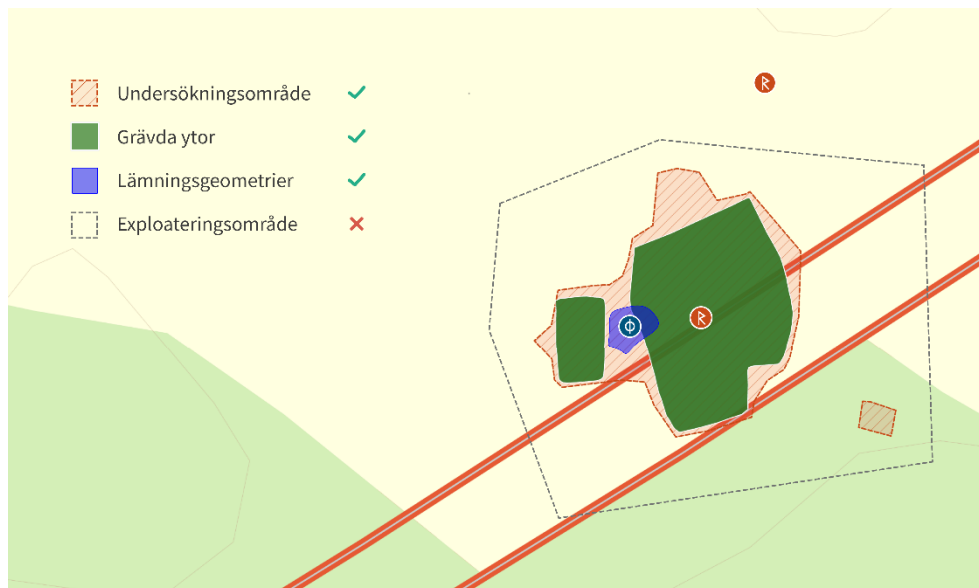 Undersökningsområde
Grävda ytor
Lämningsgeometrier
Exploateringsområde